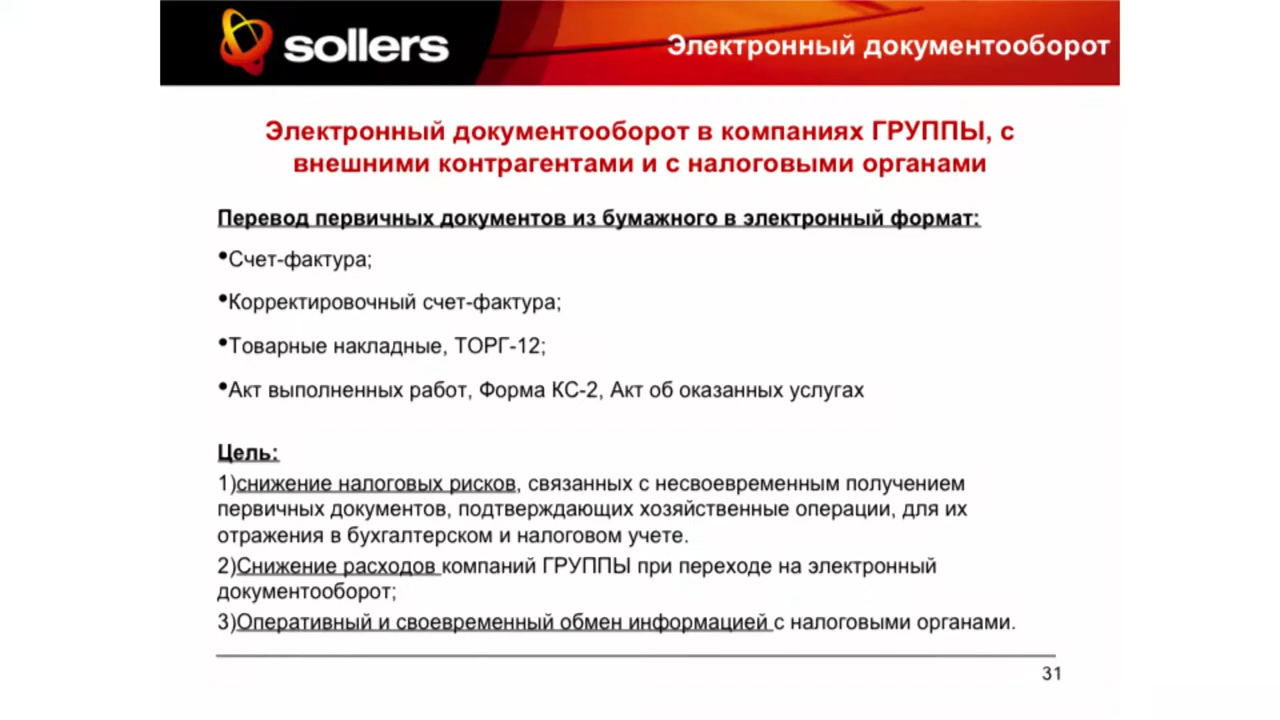 sollers
Электронный документооборот
Электронный документооборот в компаниях ГРУППЫ, с
внешними контрагентами и с налоговыми органами
Перевод первичных документов из бумажного в электронный формат:
•Счет-фактура;
•Корректировочный счет-фактура;
•Товарные накладные, ТОРГ-12;
•Акт выполненных работ, Форма КС-2, Акт об оказанных услугах
Цель:
1)снижение налоговых рисков, связанных с несвоевременным получением
первичных документов, подтверждающих хозяйственные операции, для их
отражения в бухгалтерском и налоговом учете.
2)Снижение расходов компаний ГРУППЫ при переходе на электронный
документооборот;
3)Оперативный и своевременный обмен информацией с налоговыми органами.
31